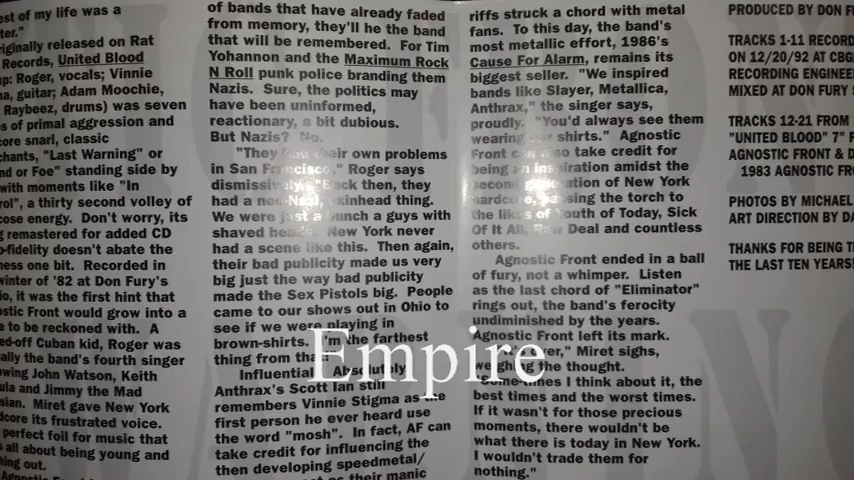 est of my life was a
ter."
iginally released on Rat
Records, United Blood
p: Roger, vocals; Vinnie
a, guitar; Adam Moochie,
Raybeez, drums) was seven
s of primal aggression and
core snarl, classic
chants, "Last Warning" or
nd or Foe" standing side by
with moments like "In
rol", a thirty second volley of
cose energy. Don't worry, its
g remastered for added CD
o-fidelity doesn't abate the
ness one bit. Recorded in
winter of '82 at Don Fury's
io, it was the first hint that
ostic Front would grow into a
e to be reckoned with. A
ed-off Cuban kid, Roger was
ally the band's fourth singer
owing John Watson, Keith
ula and Jimmy the Mad
sian. Miret gave New York
dcore its frustrated voice.
perfect foil for music that
s all about being young and
hing out.
of bands that have already faded
from memory, they'll he the band
that will be remembered. For Tim
Yohannon and the Maximum Rock
N Roll punk police branding them
Nazis. Sure, the politics may
have been uninformed,
reactionary, a bit dubious.
But Nazis? No.
"They find their own problems
in San Francisco," Roger says
dismissively. "Back then, they
had a neo-Nazi, skinhead thing.
We were just a bunch a guys with
shaved heads. New York never
had a scene like this. Then again,
their bad publicity made us very
big just the way bad publicity
made the Sex Pistols big. People
came to our shows out in Ohio to
see if we were playing in
brown-shirts. I'm the farthest
thing from that."
Influential? Absolutely.
Anthrax's Scott Ian still
remembers Vinnie Stigma as the
first person he ever heard use
the word "mosh". In fact, AF can
take credit for influencing the
then developing speedmetal/
their manic
riffs struck a chord with metal
fans. To this day, the band's
most metallic effort, 1986's
Cause For Alarm, remains its
biggest seller. "We inspired
bands like Slayer, Metallica,
Anthrax," the singer says,
proudly. "You'd always see them
wearing our shirts." Agnostic
Front can also take credit for
being an inspiration amidst the
second generation of New York
hardcore, passing the torch to
the likes of Youth of Today, Sick
Of It All, Raw Deal and countless
others.
Agnostic Front ended in a ball
of fury, not a whimper. Listen
as the last chord of "Eliminator"
rings out, the band's ferocity
undiminished by the years.
Agnostic Front left its mark.
Miret sighs,
weighing the thought.
"Sometimes I think about it, the
best times and the worst times.
If it wasn't for those precious
moments, there wouldn't be
what there is today in New York.
I wouldn't trade them for
nothing."
PRODUCED BY DON F
TRACKS 1-11 RECORD
ON 12/20/92 AT CBG
RECORDING ENGINEE
MIXED AT DON FURY S
TRACKS 12-21 FROM
"UNITED BLOOD" 7" F
AGNOSTIC FRONT & D
1983 AGNOSTIC FRO
PHOTOS BY MICHAEL
ART DIRECTION BY DA
THANKS FOR BEING T
THE LAST TEN YEARS!
Empire